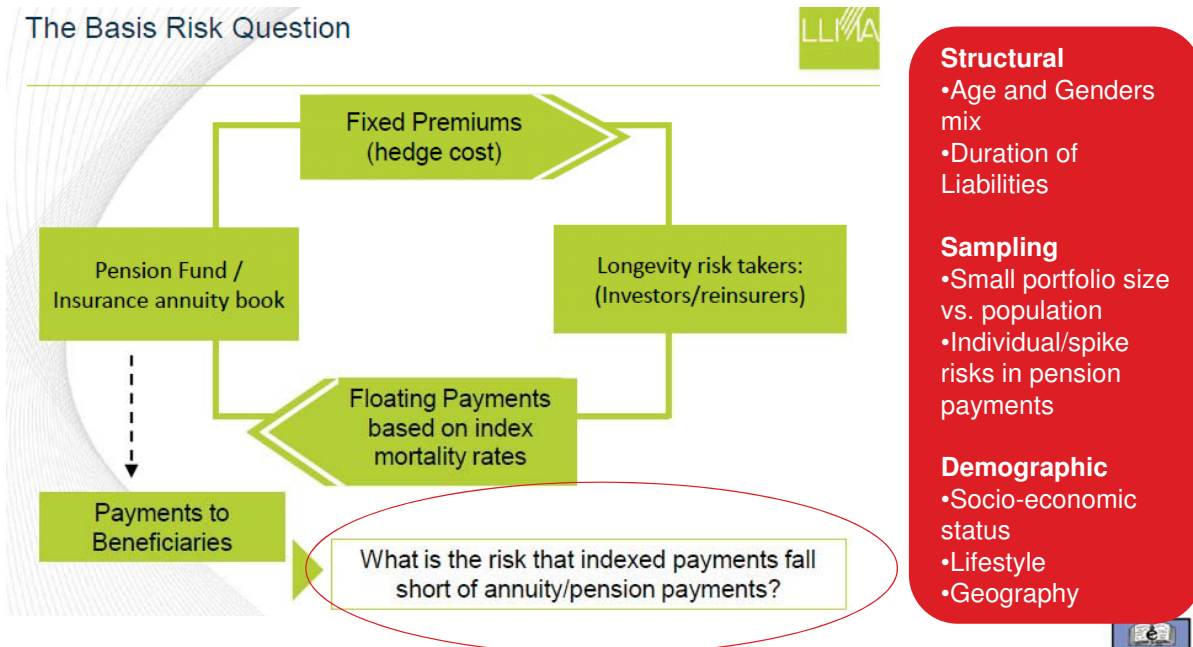 The Basis Risk Question
LLMA
Fixed Premiums
(hedge cost)
Pension Fund /
Insurance annuity book
Longevity risk takers:
(Investors/reinsurers)
Floating Payments
based on index
mortality rates
Payments to
Beneficiaries
What is the risk that indexed payments fall
short of annuity/pension payments?
Structural
•Age and Genders
mix
•Duration of
Liabilities
Sampling
•Small portfolio size
vs. population
•Individual/spike
risks in pension
payments
Demographic
•Socio-economic
status
•Lifestyle
•Geography